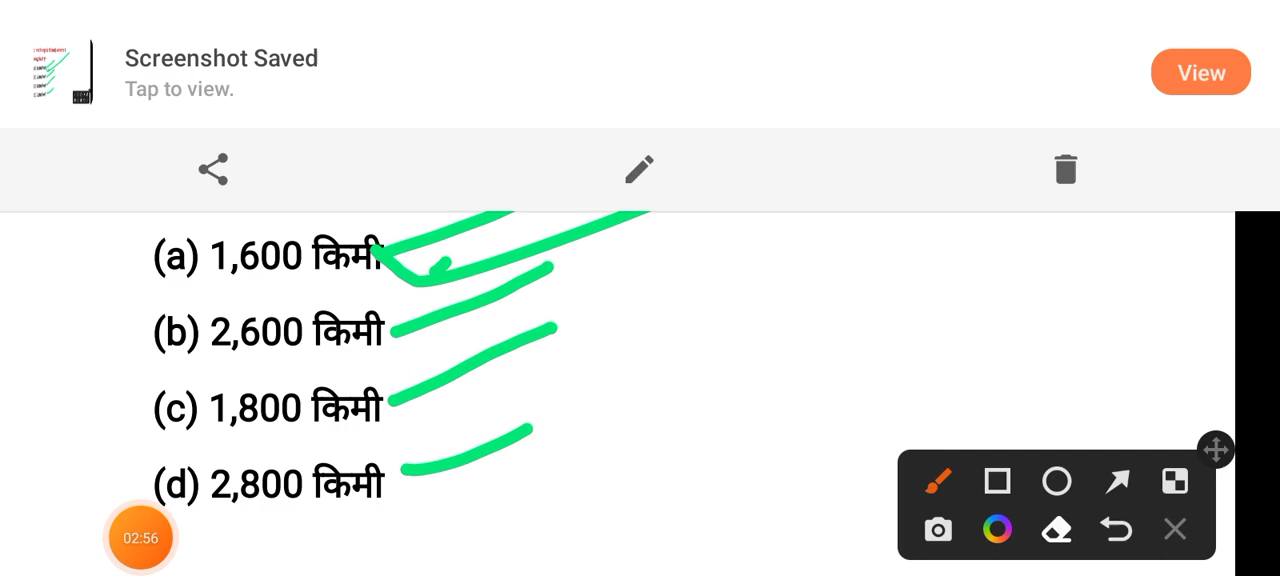 Screenshot Saved
Tap to view.
View
(a) 1,600 किमी
(b) 2,600 किमी
(c) 1,800 किमी
(d) 2,800 किमी
02:56